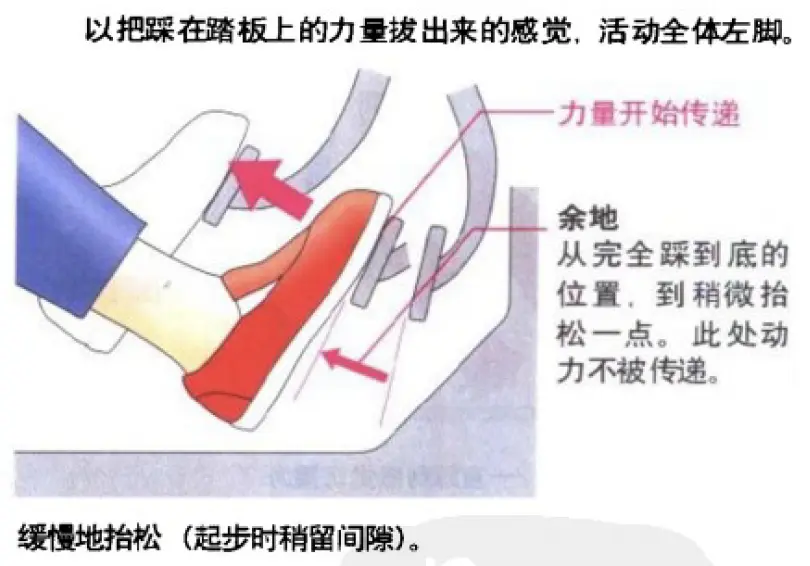 以把踩在踏板上的力量拔出来的感觉，活动全体左脚。
力量开始传递
余地
从完全踩到底的
位置，到稍微抬
松一点。此处动
力不被传递。
缓慢地抬松（起步时稍留间隙）。